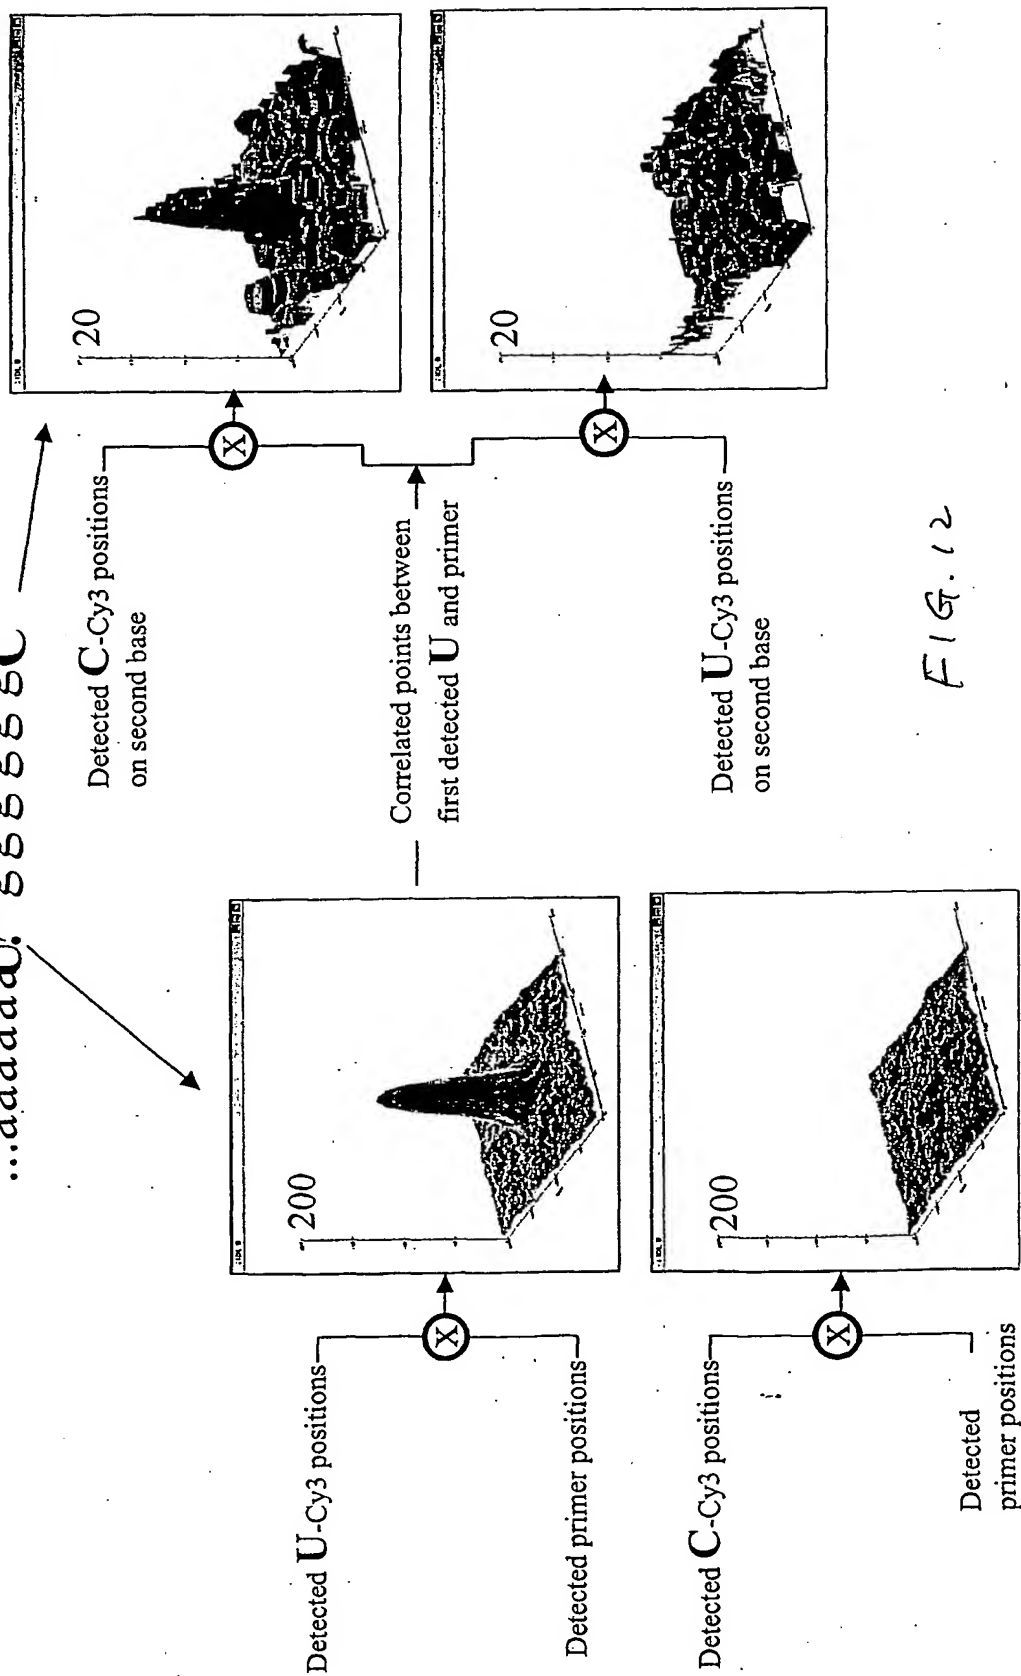 ...aaaaaU. ggggggC
Detected U-Cy3 positions
200
Detected primer positions
Detected C-Cy3 positions
200
Detected
primer positions
Detected C-Cy3 positions
on second base
20
Correlated points between
first detected U and primer
Detected U-Cy3 positions
on second base
20
FIG. 12